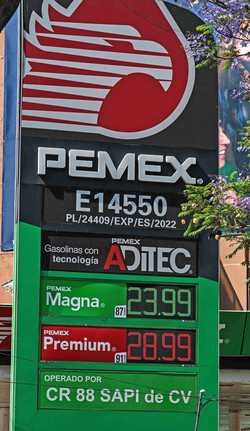 PEMEX®
E14550
PL/24409/EXP/ES/2022
Gasolinas con tecnología
PEMEX
ADiTEC®
PEMEX
Magna® 87 23.99
PEMEX
Premium® 91 28.99
OPERADO POR
CR 88 SAPi de CV